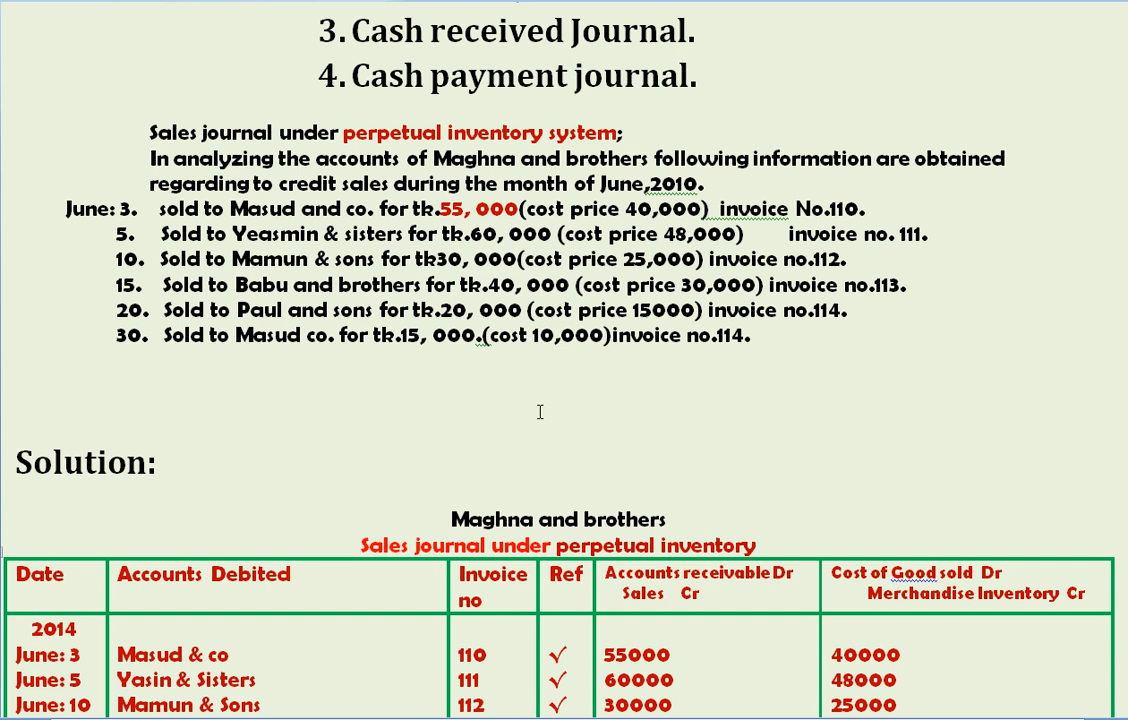 3. Cash received Journal.
4. Cash payment journal.
Sales journal under perpetual inventory system;
In analyzing the accounts of Maghna and brothers following information are obtained
regarding to credit sales during the month of June,2010.
June: 3. sold to Masud and co. for tk.55, 000(cost price 40,000) invoice No.110.
5. Sold to Yeasmin & sisters for tk.60, 000 (cost price 48,000) invoice no. 111.
10. Sold to Mamun & sons for tk30, 000(cost price 25,000) invoice no.112.
15. Sold to Babu and brothers for tk.40, 000 (cost price 30,000) invoice no.113.
20. Sold to Paul and sons for tk.20, 000 (cost price 15000) invoice no.114.
30. Sold to Masud co. for tk.15, 000.(cost 10,000)invoice no.114.
Solution:
Maghna and brothers
Sales journal under perpetual inventory
Date Accounts Debited Invoice no Ref Accounts receivable Dr Sales Cr Cost of Good sold Dr Merchandise Inventory Cr
2014
June: 3 Masud & co 110 √ 55000 40000
June: 5 Yasin & Sisters 111 √ 60000 48000
June: 10 Mamun & Sons 112 √ 30000 25000